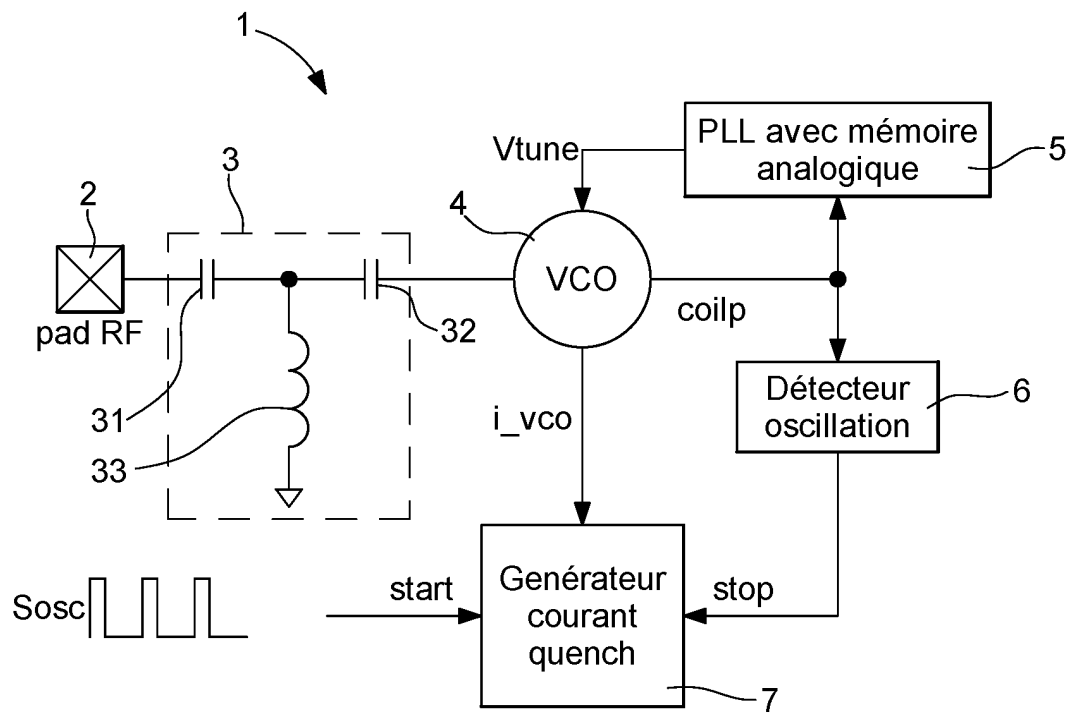 1
PLL avec mémoire
analogique
5
Vtune
2
3
4
VCO
pad RF
coilp
32
31
33
i_vco
Détecteur
oscillation
6
Sosc
start
Genérateur
courant
quench
stop
7